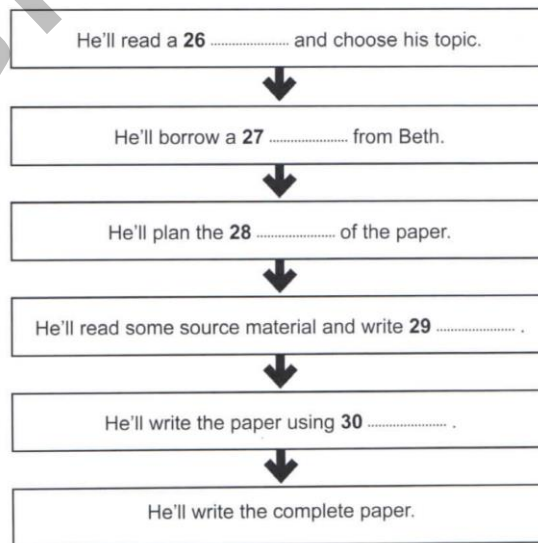 He'll read a 26 .................... and choose his topic.
He'll borrow a 27 .................... from Beth.
He'll plan the 28 .................... of the paper.
He'll read some source material and write 29 .................... .
He'll write the paper using 30 .................... .
He'll write the complete paper.